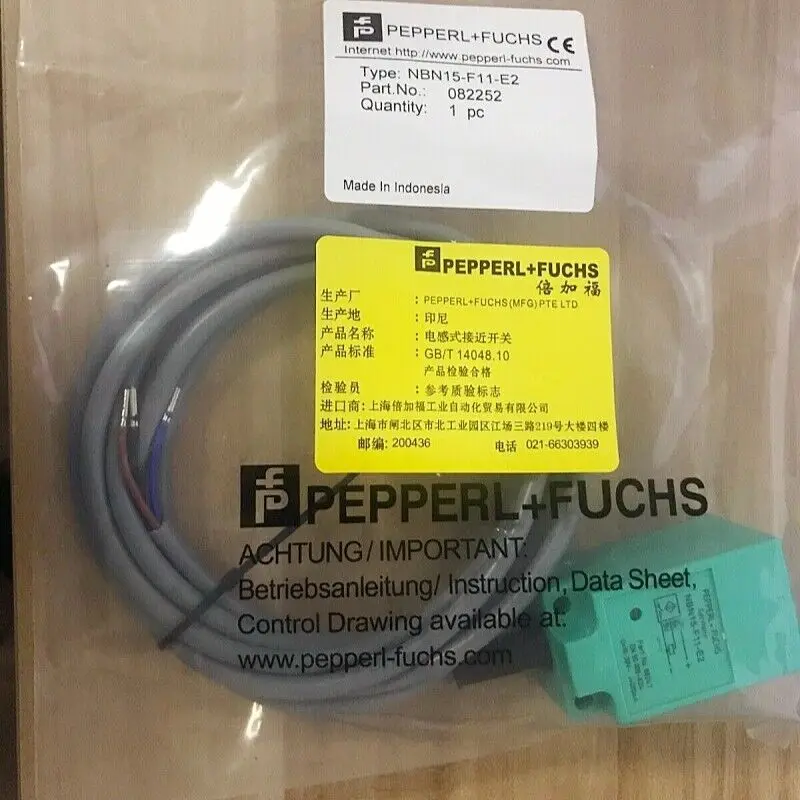 PEPPERL+FUCHS CE
Internet http://www.pepperl-fuchs.com
Type: NBN15-F11-E2
Part.No.: 082252
Quantity: 1 pc
Made In Indonesia
PEPPERL+FUCHS
倍加福
生产厂 : PEPPERL+FUCHS(MFG)PTE LTD
生产地 : 印尼
产品名称 : 电感式接近开关
产品标准 : GB/T 14048.10
产品检验合格
检验员 : 参考质验标志
进口商: 上海倍加福工业自动化贸易有限公司
地址: 上海市闸北区市北工业园区江场三路219号大楼四楼
邮编: 200436 电话 021-66303939
PEPPERL+FUCHS
ACHTUNG/IMPORTANT:
Betriebsanleitung/ Instruction, Data Sheet,
Control Drawing available at:
www.pepperl-fuchs.com
PEPPERL+FUCHS
NBN15-F11-E2